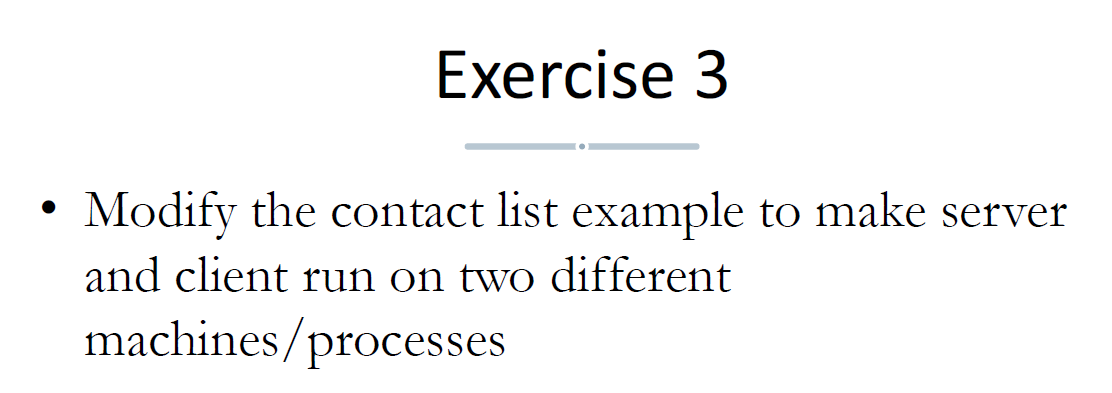 Exercise 3
• Modify the contact list example to make server
and client run on two different
machines/processes